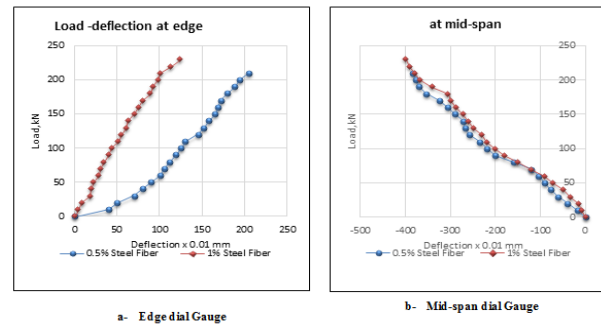 Load -deflection at edge
250
200
150
100
50
0
Load,kN
0 50 100 150 200 250
Deflection x 0.01 mm
0.5% Steel Fiber 1% Steel Fiber
a- Edge dial Gauge
at mid-span
250
200
150
100
50
0
Load,kN
-500 -400 -300 -200 -100 0
Deflection x 0.01 mm
0.5% Steel Fiber 1% Steel Fiber
b- Mid-span dial Gauge